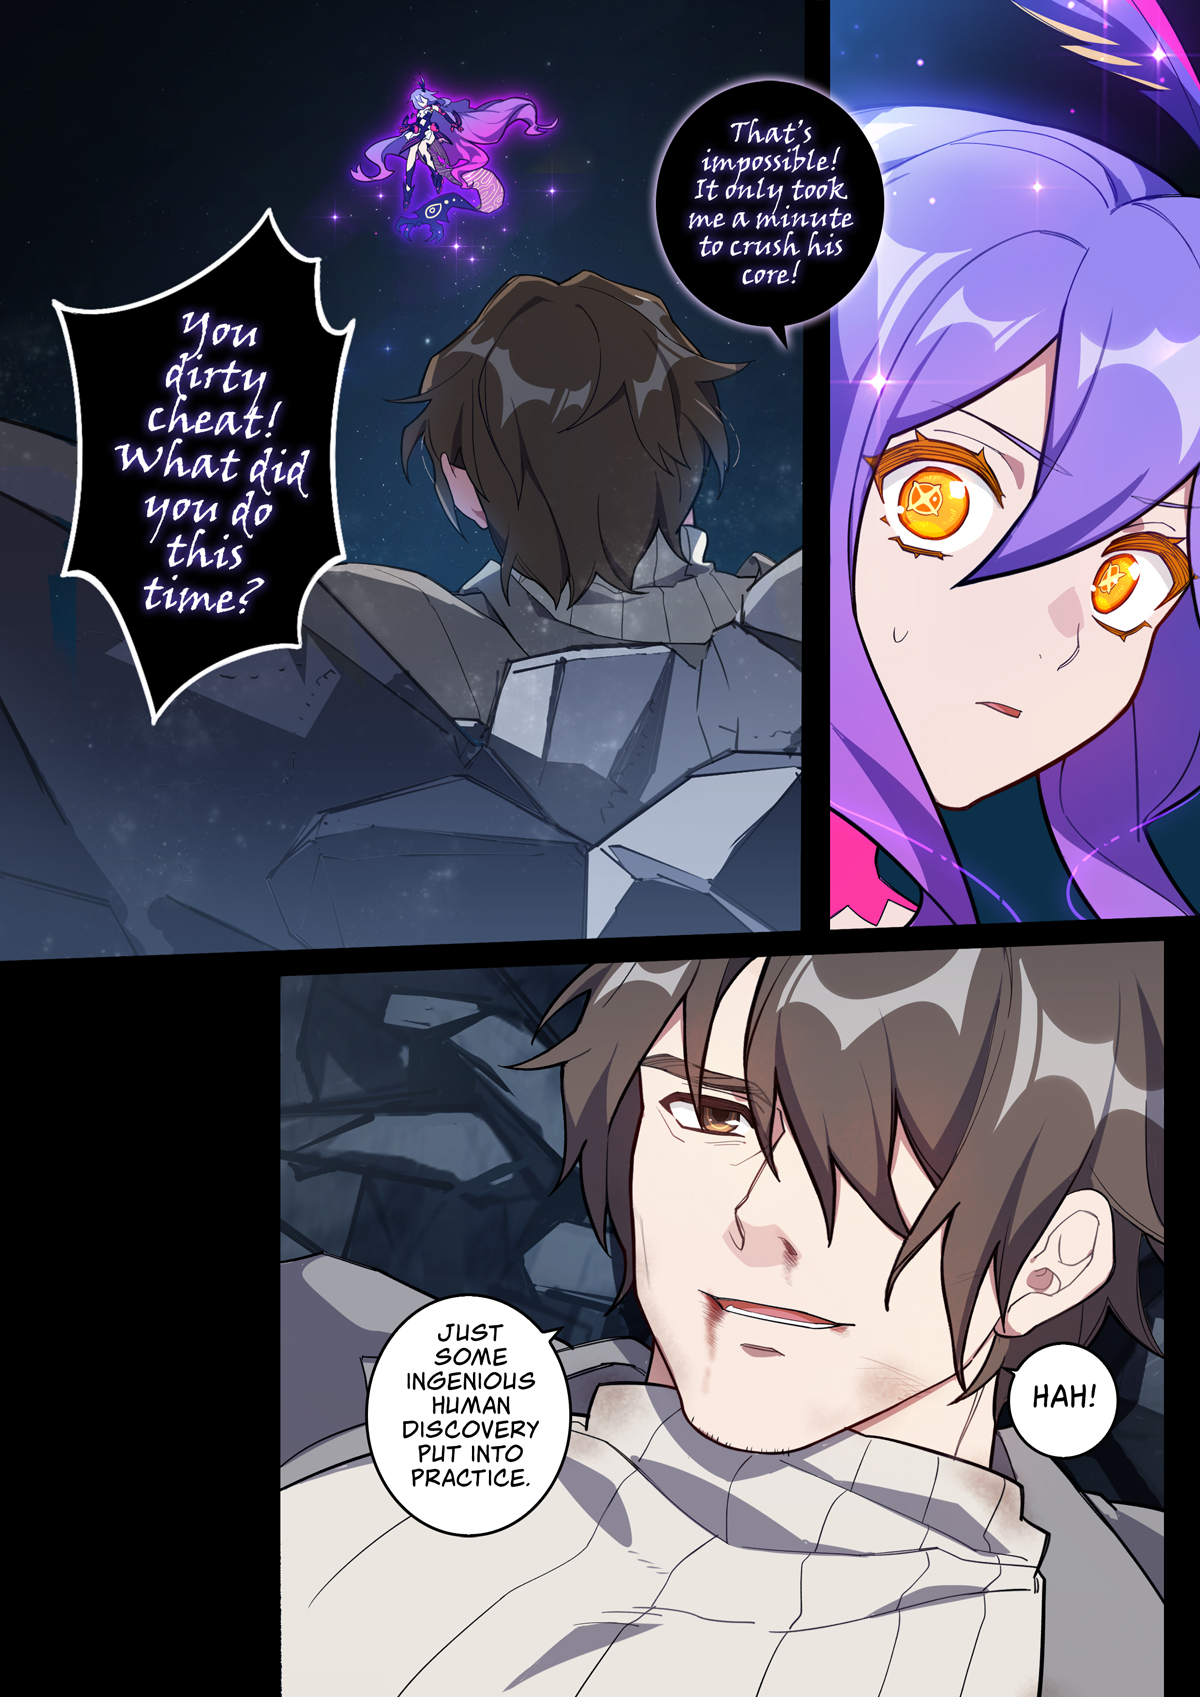 That's
impossible!
It only took
me a minute
to crush his
core!
You
dirty
cheat!
What did
you do
this
time?
HAH!
JUST
SOME
INGENIOUS
HUMAN
DISCOVERY
PUT INTO
PRACTICE.